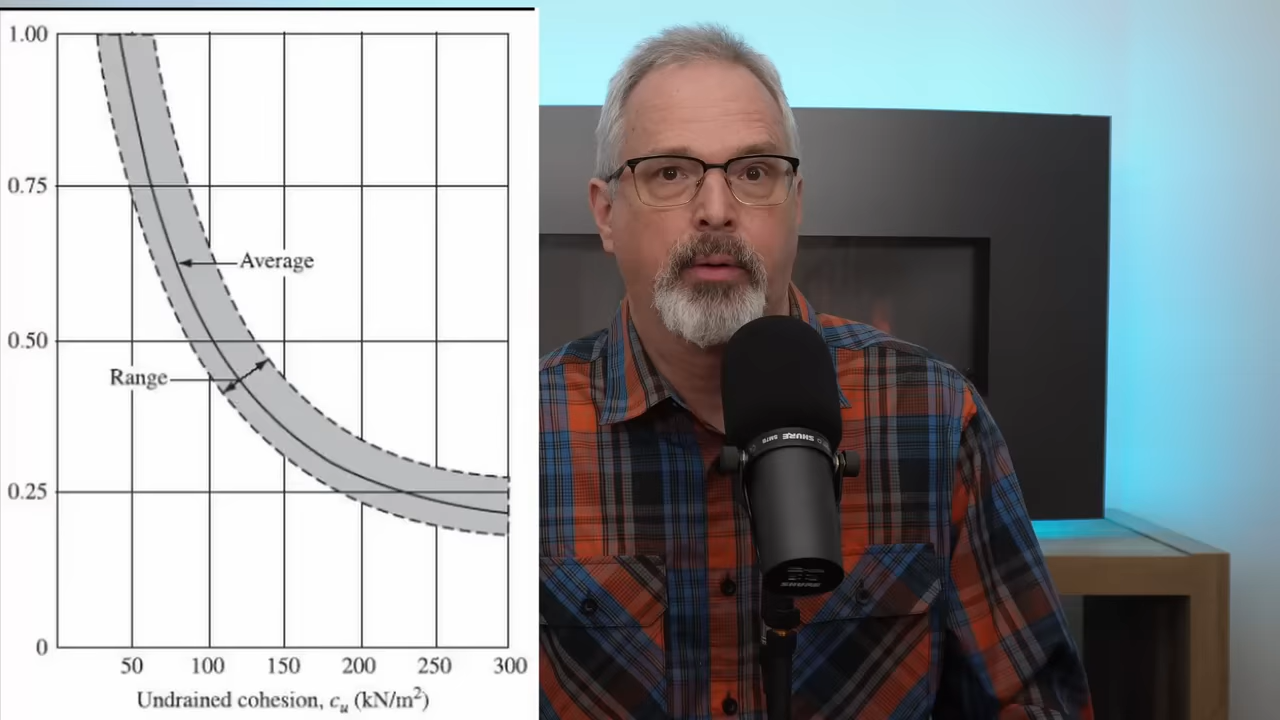 1.00
0.75
Average
0.50
Range
0.25
0
50 100 150 200 250 300
Undrained cohesion, cᵤ (kN/m²)
SHURE SM7B